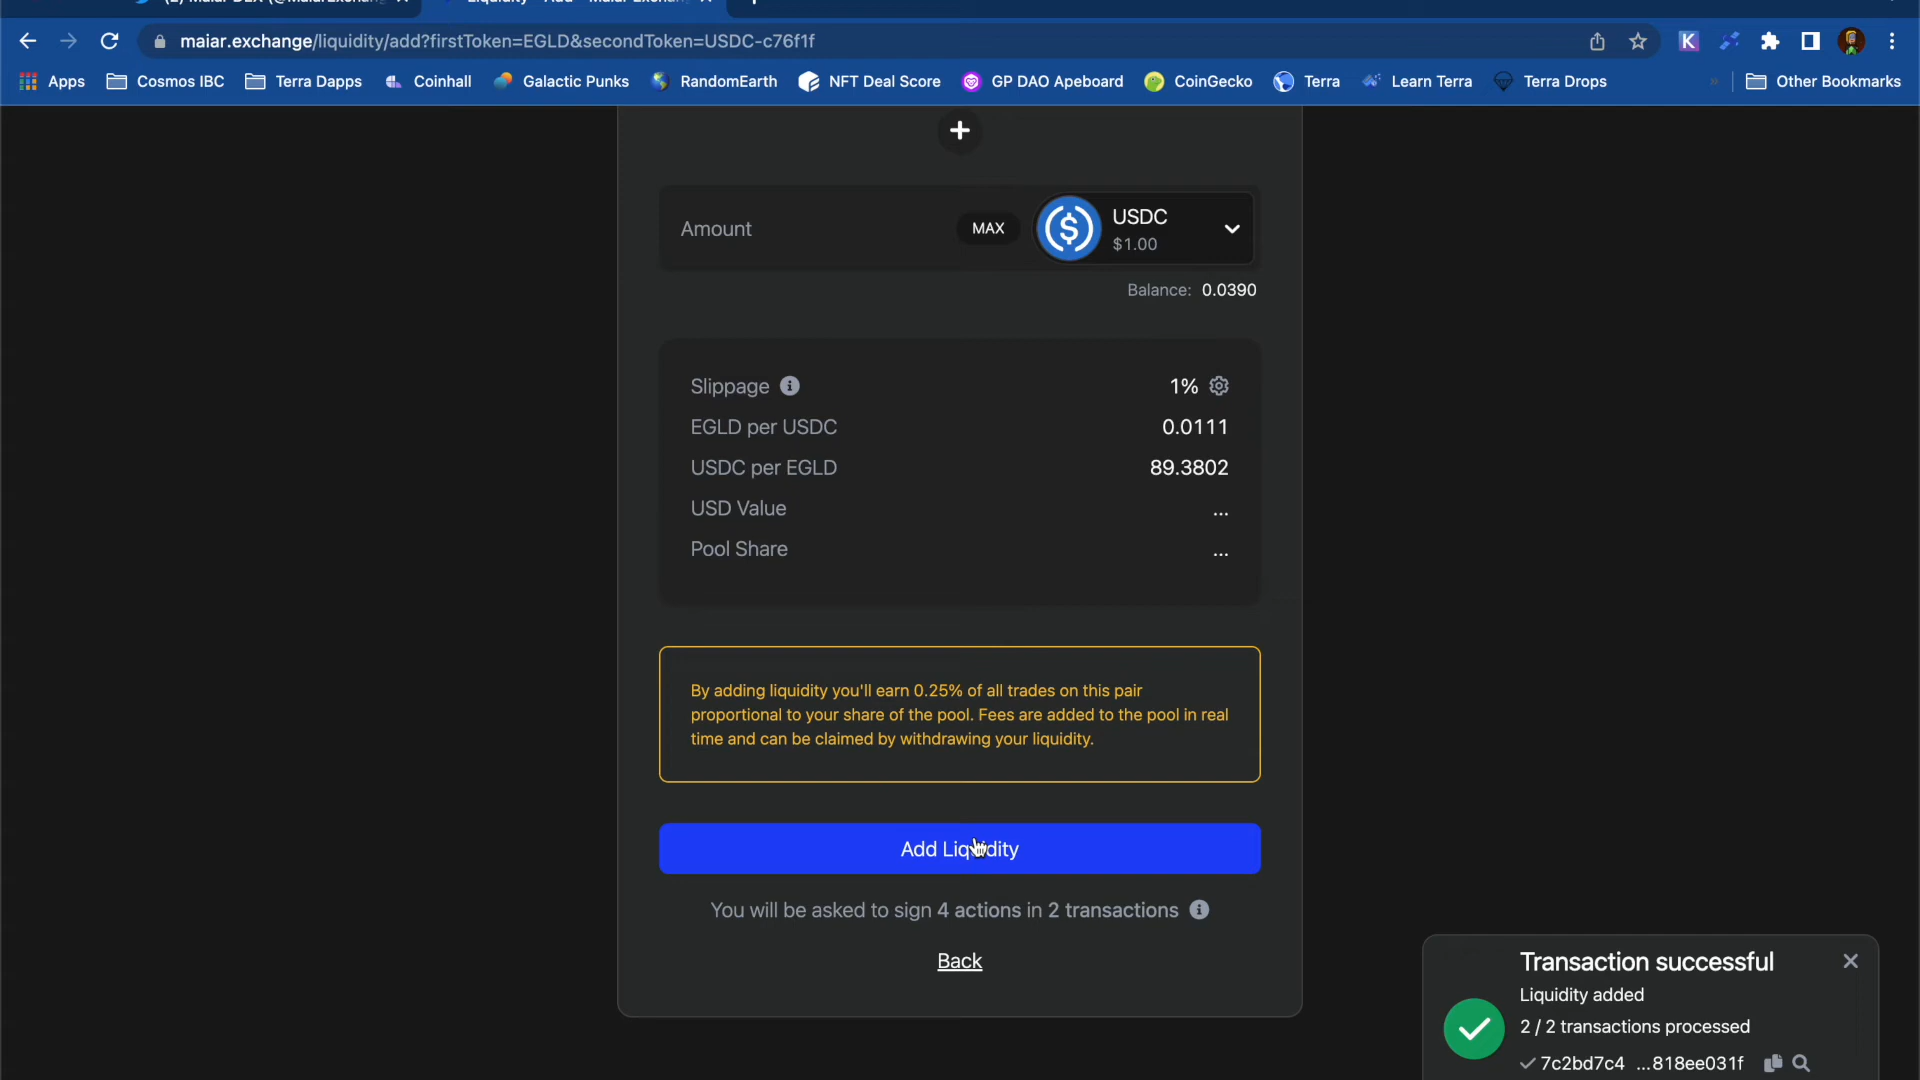 maiar.exchange/liquidity/add?firstToken=EGLD&secondToken=USDC-c76f1f
K
Apps
Cosmos IBC
Terra Dapps
Coinhall
Galactic Punks
RandomEarth
NFT Deal Score
GP DAO Apeboard
CoinGecko
Terra
Learn Terra
Terra Drops
»
Other Bookmarks
Amount
MAX
USDC
$1.00
Balance: 0.0390
Slippage
1%
EGLD per USDC
0.0111
USDC per EGLD
89.3802
USD Value
...
Pool Share
...
By adding liquidity you'll earn 0.25% of all trades on this pair
proportional to your share of the pool. Fees are added to the pool in real
time and can be claimed by withdrawing your liquidity.
Add Liquidity
You will be asked to sign 4 actions in 2 transactions
Back
Transaction successful
Liquidity added
2 / 2 transactions processed
7c2bd7c4 ...818ee031f